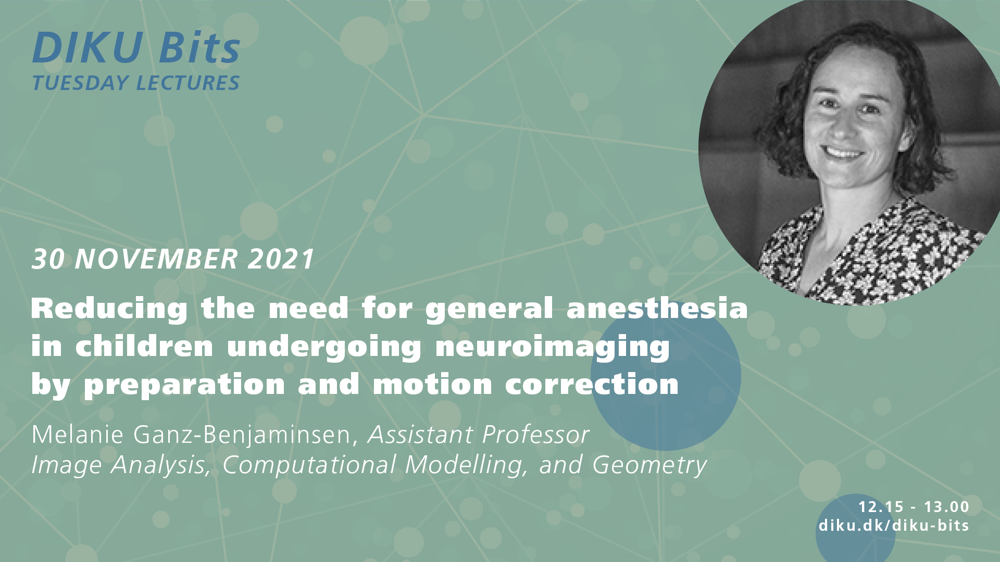 DIKU Bits
TUESDAY LECTURES
30 NOVEMBER 2021
Reducing the need for general anesthesia
in children undergoing neuroimaging
by preparation and motion correction
Melanie Ganz-Benjaminsen, Assistant Professor
Image Analysis, Computational Modelling, and Geometry
12.15 - 13.00
diku.dk/diku-bits